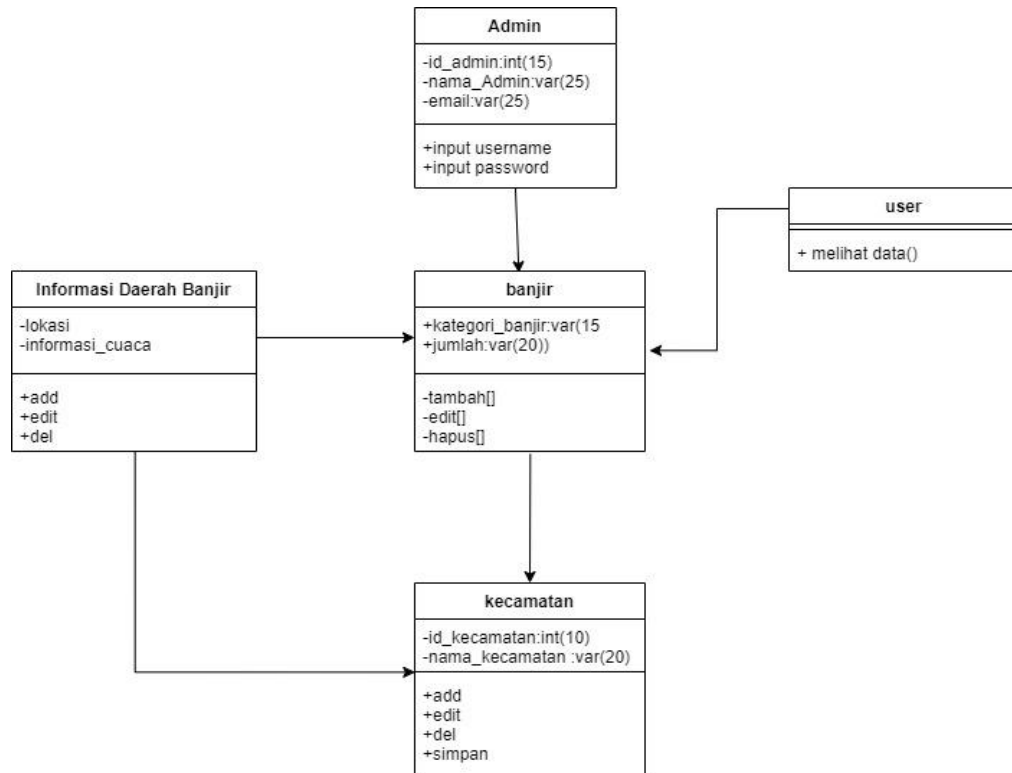 Admin
-id_admin:int(15)
-nama_Admin:var(25)
-email:var(25)
+input username
+input password
user
+ melihat data()
Informasi Daerah Banjir
-lokasi
-informasi_cuaca
+add
+edit
+del
banjir
+kategori_banjir:var(15
+jumlah:var(20))
-tambah[]
-edit[]
-hapus[]
kecamatan
-id_kecamatan:int(10)
-nama_kecamatan :var(20)
+add
+edit
+del
+simpan